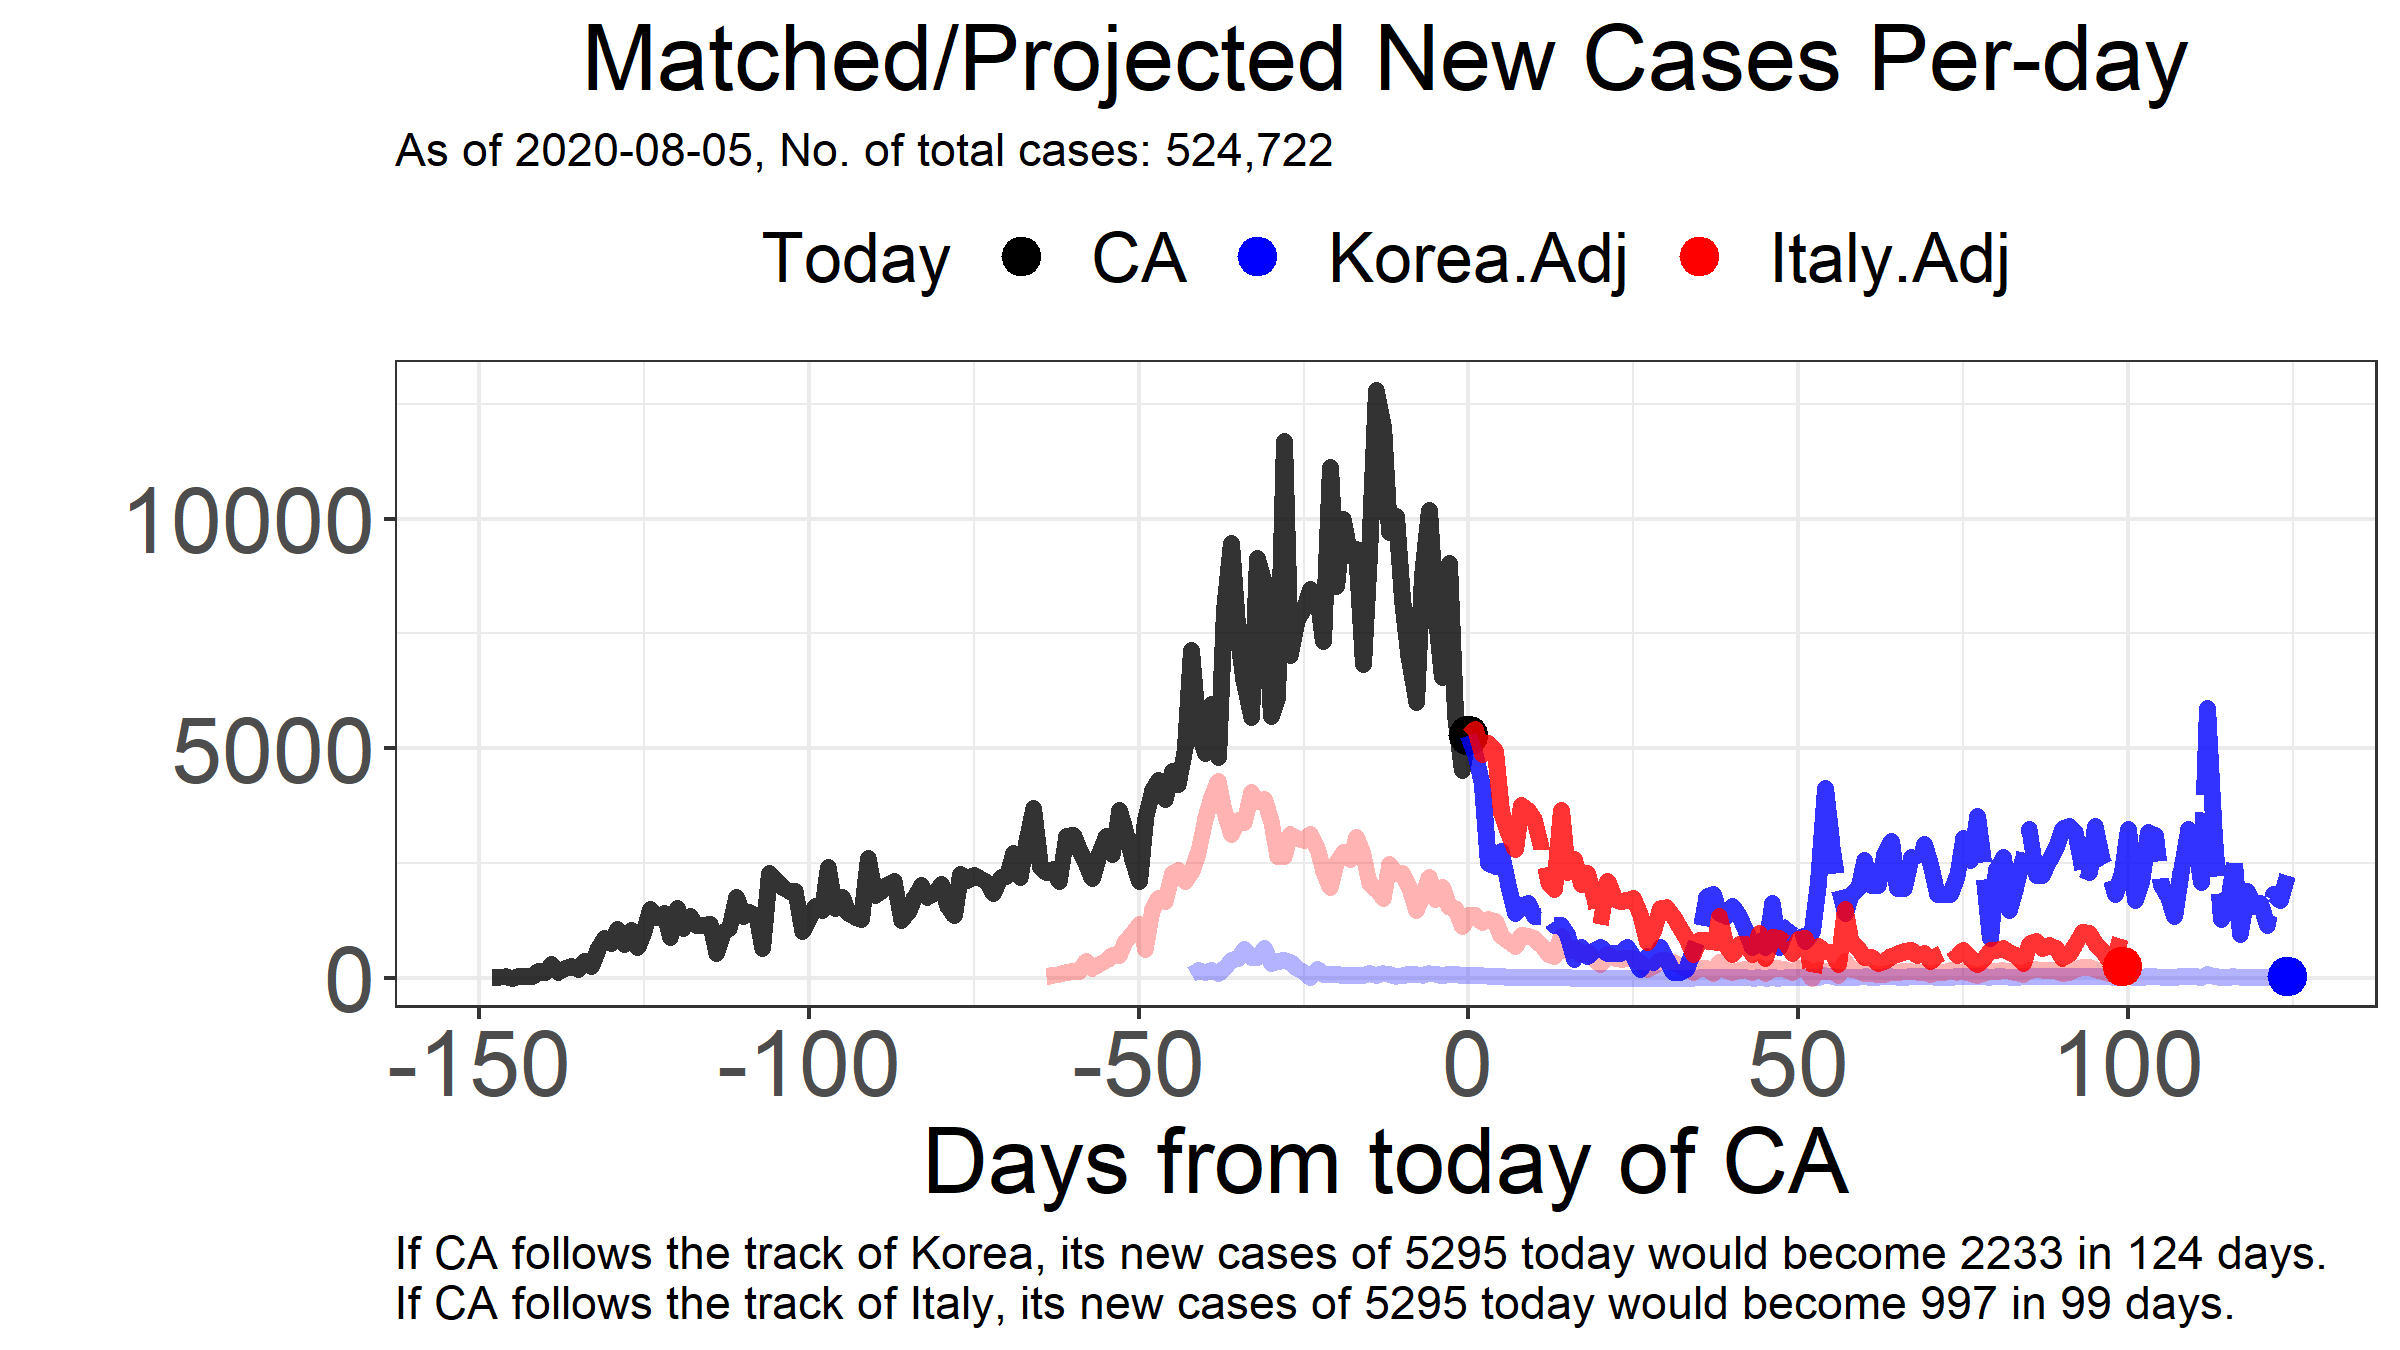 Matched/Projected New Cases Per-day
As of 2020-08-05, No. of total cases: 524,722
Today CA Korea.Adj Italy.Adj
10000
5000
0
-150 -100 -50 0 50 100
Days from today of CA
If CA follows the track of Korea, its new cases of 5295 today would become 2233 in 124 days.
If CA follows the track of Italy, its new cases of 5295 today would become 997 in 99 days.